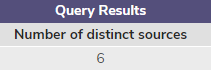 Query Results
Number of distinct sources
6